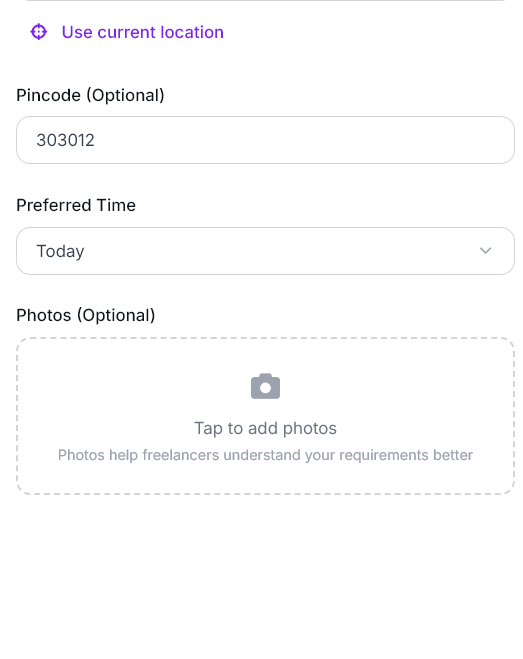 Use current location
Pincode (Optional)
303012
Preferred Time
Today
Photos (Optional)
Tap to add photos
Photos help freelancers understand your requirements better